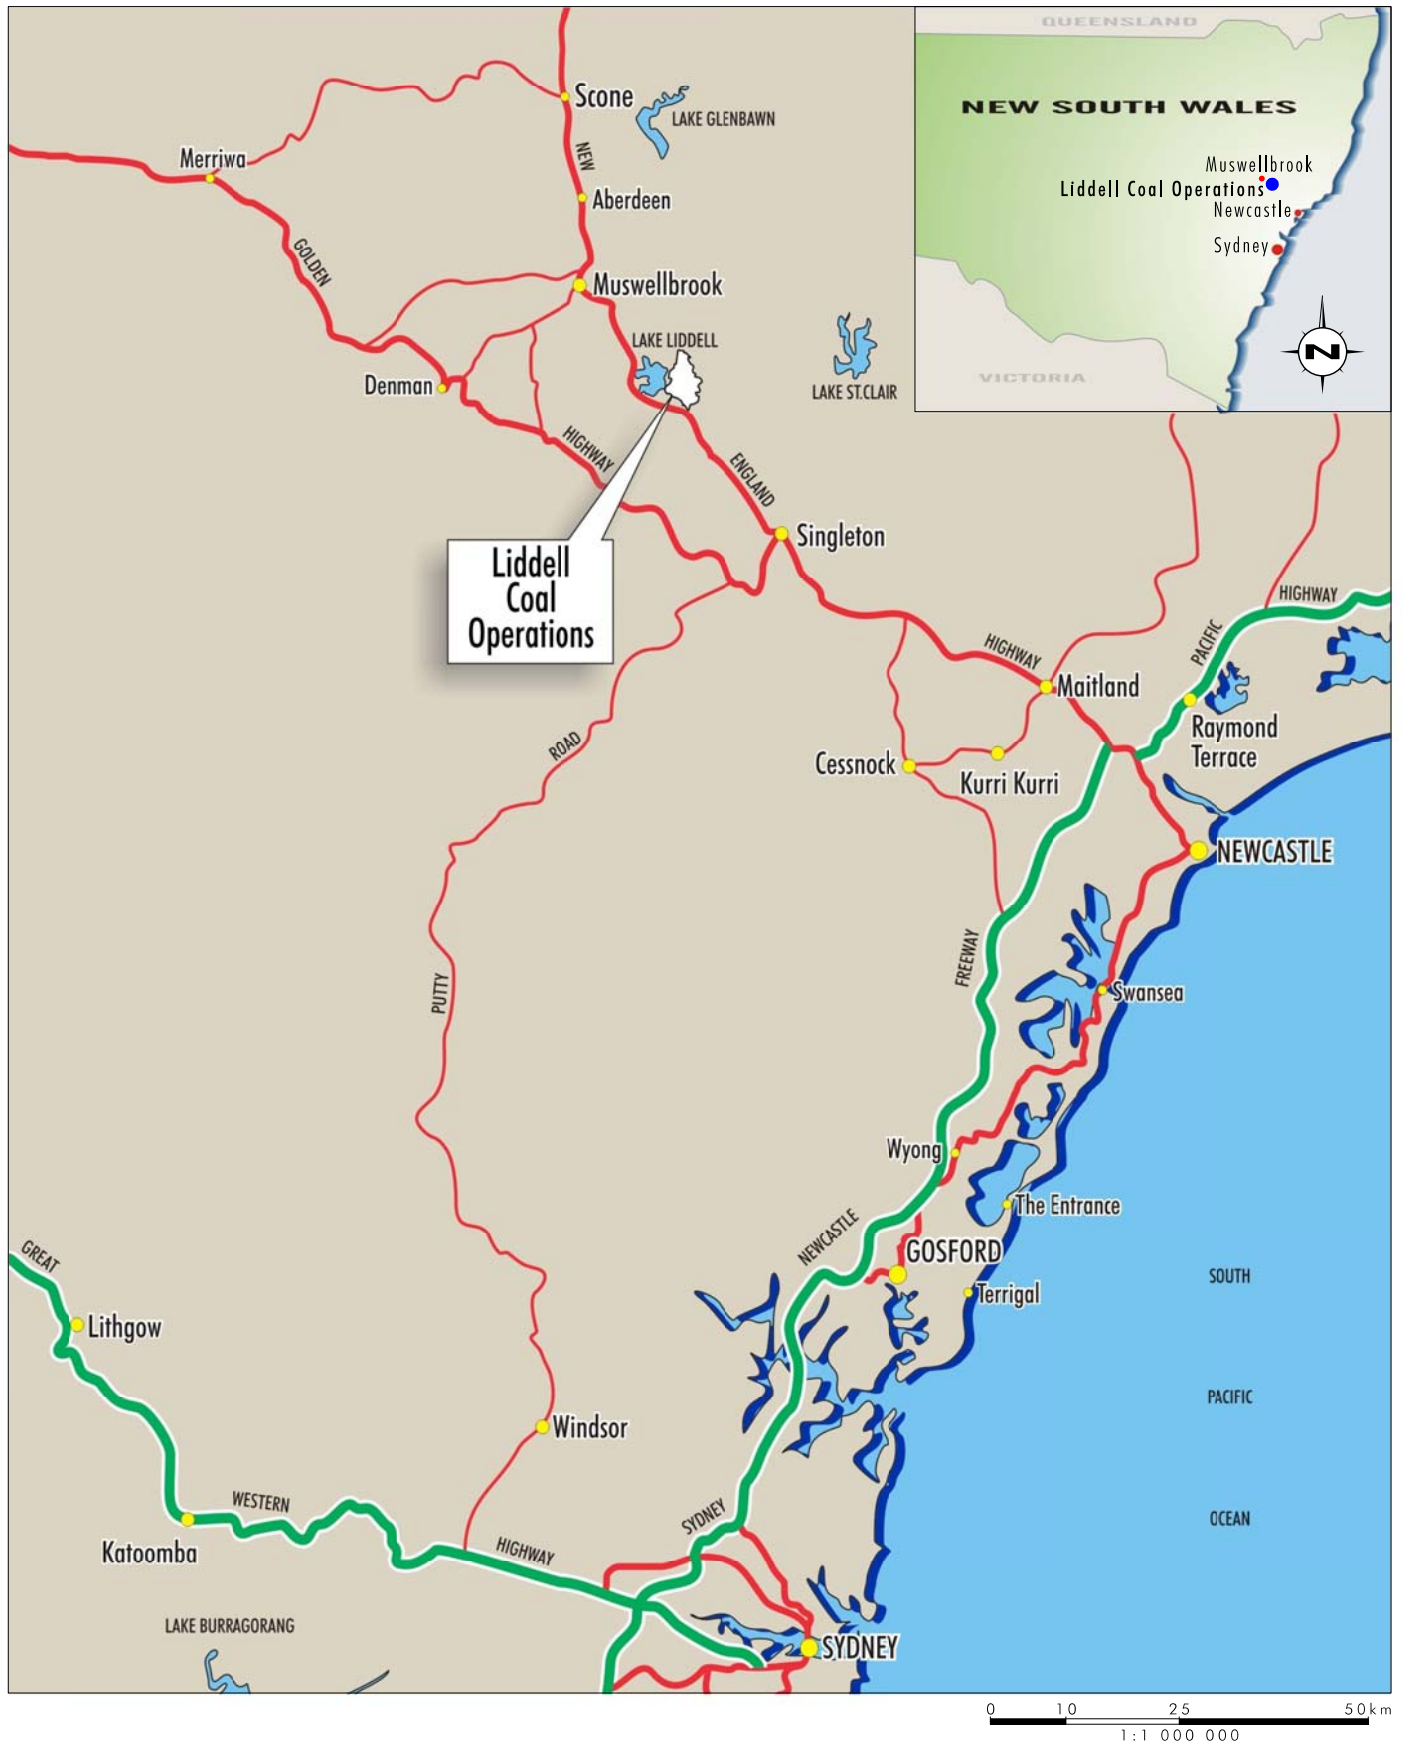 QUEENSLAND
NEW SOUTH WALES
Muswellbrook
Liddell Coal Operations
Newcastle
Sydney
N
VICTORIA
Scone
LAKE GLENBAWN
NEW
Merriwa
Aberdeen
GOLDEN
Muswellbrook
LAKE LIDDELL
Denman
LAKE ST.CLAIR
HIGHWAY
ENGLAND
Singleton
Liddell
Coal
Operations
HIGHWAY
PACIFIC
HIGHWAY
Maitland
Raymond
Terrace
ROAD
Cessnock
Kurri Kurri
NEWCASTLE
FREEWAY
PUTTY
Swansea
Wyong
The Entrance
NEWCASTLE
GREAT
GOSFORD
SOUTH
Terrigal
Lithgow
PACIFIC
Windsor
WESTERN
SYDNEY
OCEAN
Katoomba
HIGHWAY
LAKE BURRAGORANG
SYDNEY
0 10 25 50km
1:1 000 000